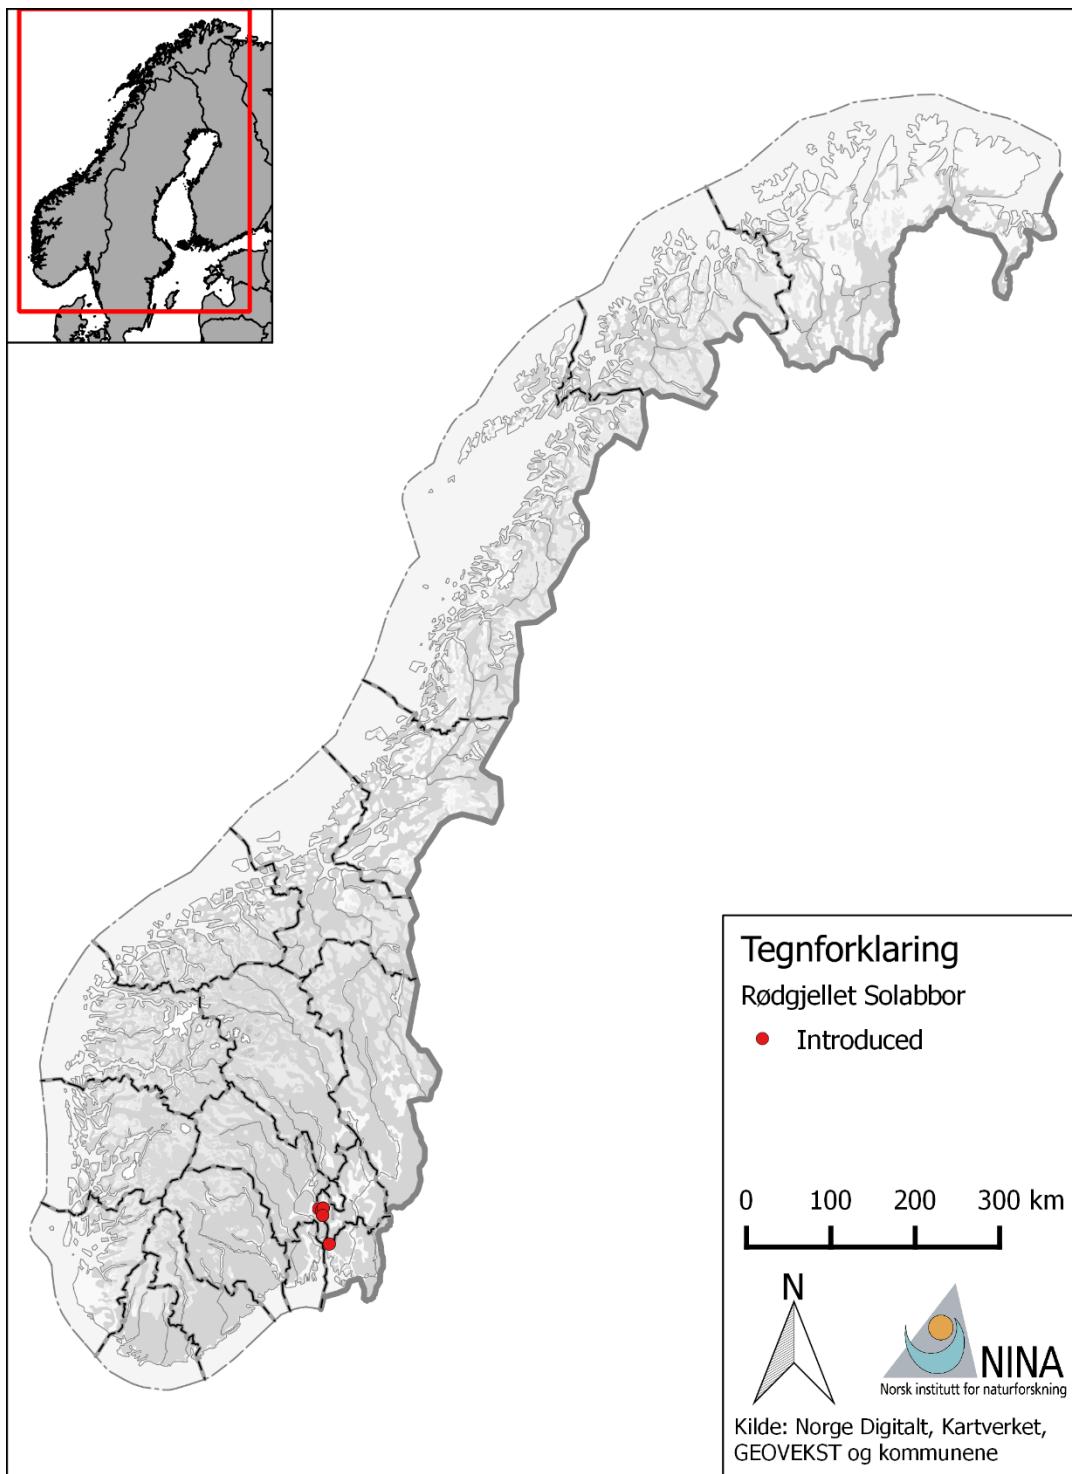 Tegnforklaring
Rødgjellet Solabbor
Introduced
0 100 200 300 km
N
NINA
Norsk institutt for naturforskning
Kilde: Norge Digitalt, Kartverket,
GEOVEKST og kommunene